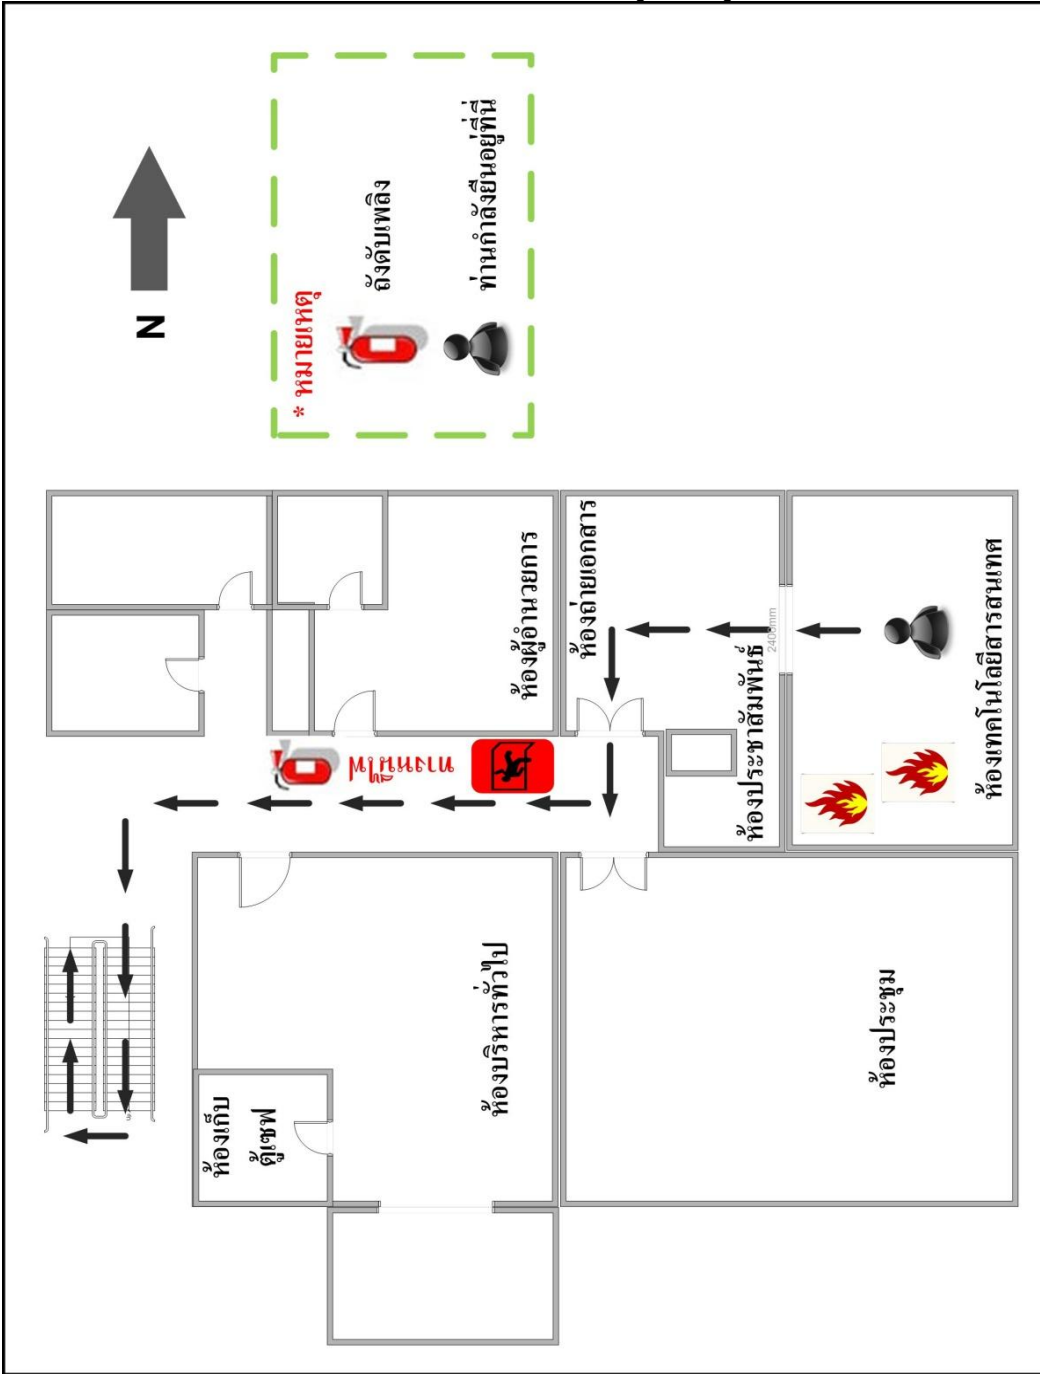 N
* หมายเหตุ
ถังดับเพลิง
ท่านกำลังยืนอยู่ที่นี่
ห้องผู้อำนวยการ
ห้องถ่ายเอกสาร
ทางหนีไฟ
2400mm
ห้องประชาสัมพันธ์
ห้องเทคโนโลยีสารสนเทศ
ห้องเก็บ
ตู้เซฟ
ห้องบริหารทั่วไป
ห้องประชุม